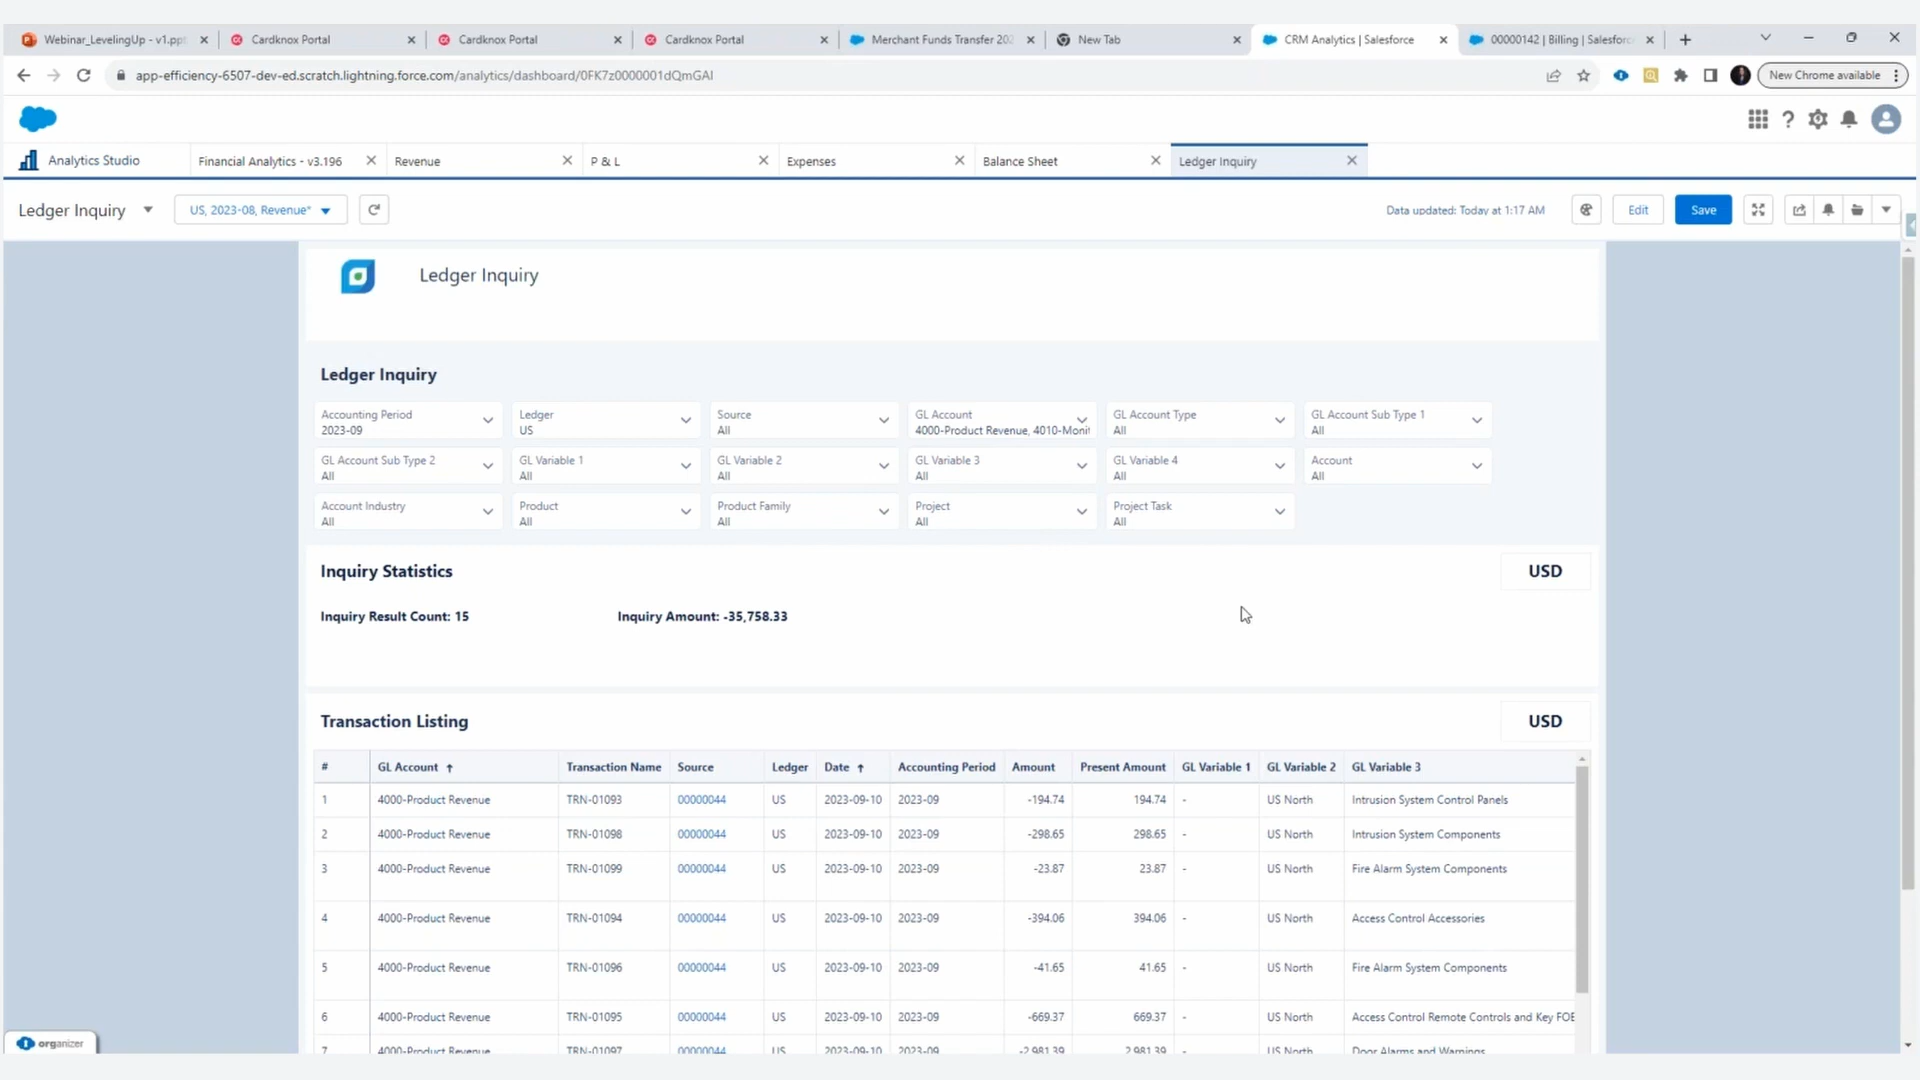 Webinar_LevelingUp - v1.ppt
Cardknox Portal
Cardknox Portal
Cardknox Portal
Merchant Funds Transfer 202
New Tab
CRM Analytics | Salesforce
00000142 | Billing | Salesforc
app-efficiency-6507-dev-ed.scratch.lightning.force.com/analytics/dashboard/0FK7z0000001dQmGAI
New Chrome available
Analytics Studio
Financial Analytics - v3.196
Revenue
P & L
Expenses
Balance Sheet
Ledger Inquiry
Ledger Inquiry
US, 2023-08, Revenue*
Data updated: Today at 1:17 AM
Edit
Save
Ledger Inquiry
Ledger Inquiry
Accounting Period
2023-09
Ledger
US
Source
All
GL Account
4000-Product Revenue, 4010-Monit
GL Account Type
All
GL Account Sub Type 1
All
GL Account Sub Type 2
All
GL Variable 1
All
GL Variable 2
All
GL Variable 3
All
GL Variable 4
All
Account
All
Account Industry
All
Product
All
Product Family
All
Project
All
Project Task
All
Inquiry Statistics
USD
Inquiry Result Count: 15
Inquiry Amount: -35,758.33
Transaction Listing
USD
# GL Account Transaction Name Source Ledger Date Accounting Period Amount Present Amount GL Variable 1 GL Variable 2 GL Variable 3
1 4000-Product Revenue TRN-01093 00000044 US 2023-09-10 2023-09 -194.74 194.74 - US North Intrusion System Control Panels
2 4000-Product Revenue TRN-01098 00000044 US 2023-09-10 2023-09 -298.65 298.65 - US North Intrusion System Components
3 4000-Product Revenue TRN-01099 00000044 US 2023-09-10 2023-09 -23.87 23.87 - US North Fire Alarm System Components
4 4000-Product Revenue TRN-01094 00000044 US 2023-09-10 2023-09 -394.06 394.06 - US North Access Control Accessories
5 4000-Product Revenue TRN-01096 00000044 US 2023-09-10 2023-09 -41.65 41.65 - US North Fire Alarm System Components
6 4000-Product Revenue TRN-01095 00000044 US 2023-09-10 2023-09 -669.37 669.37 - US North Access Control Remote Controls and Key FOB
7 4000-Product Revenue TRN-01097 00000044 US 2023-09-10 2023-09 -2,981.39 2,981.39 - US North Door Alarms and Warnings
organizer